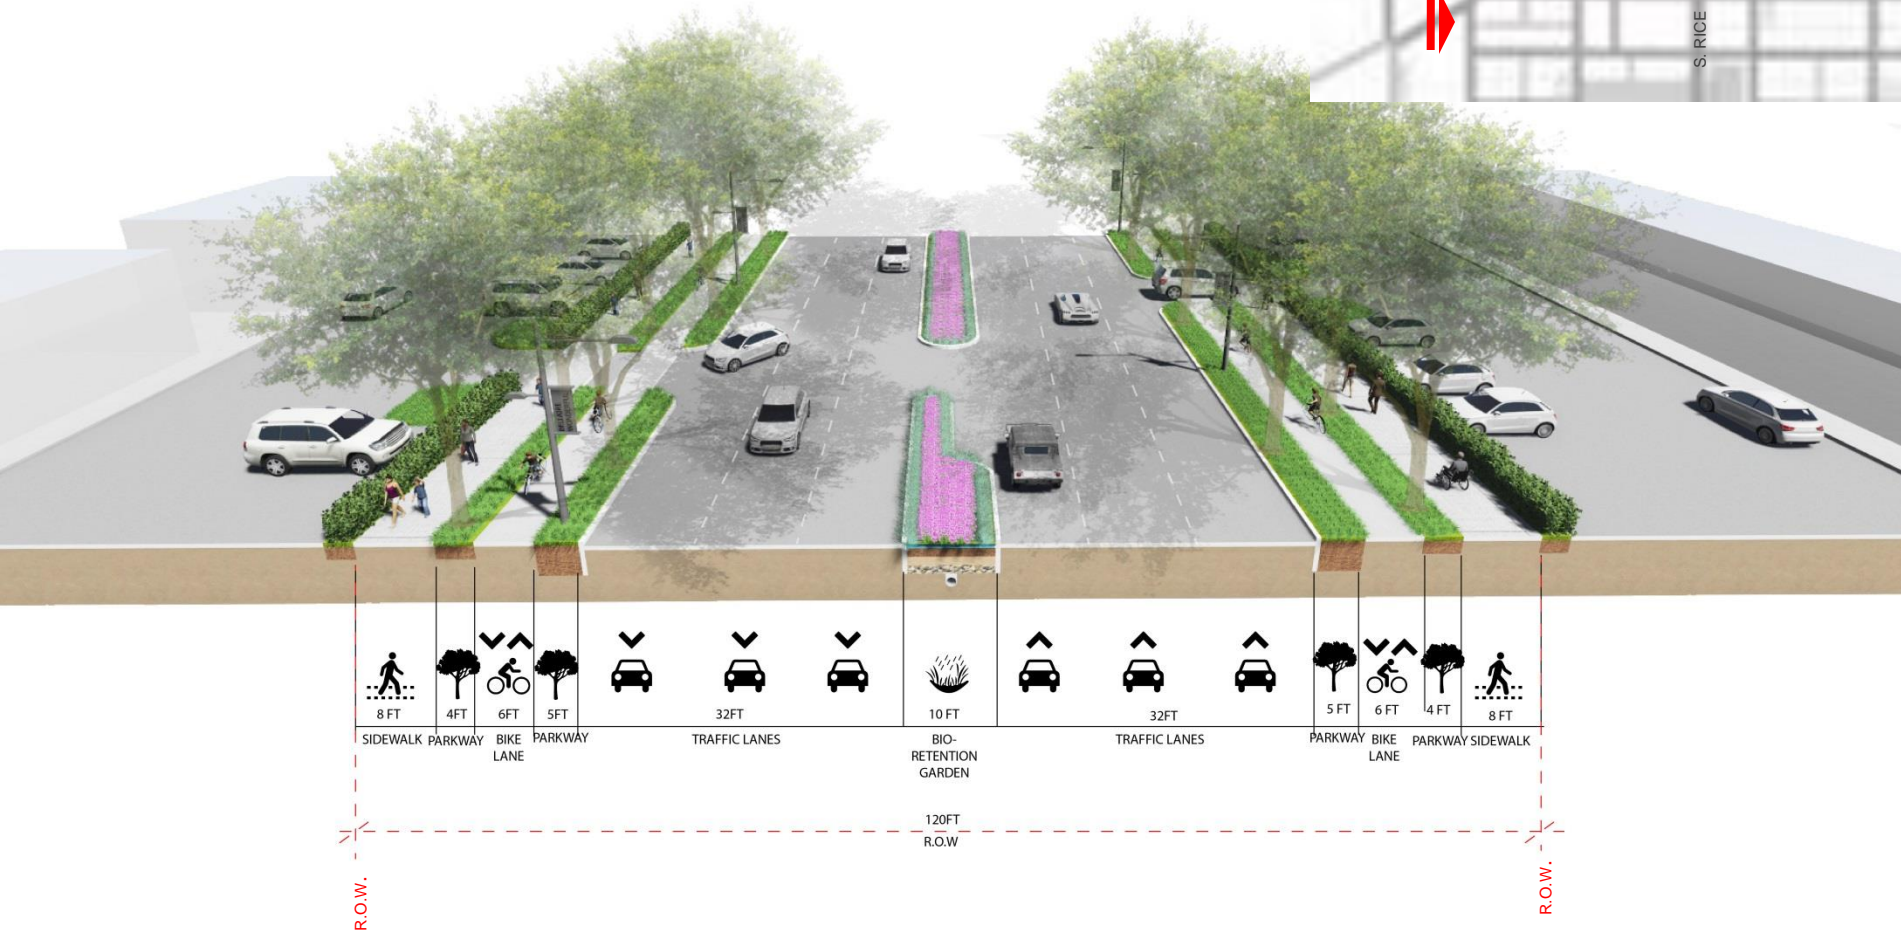 S. RICE
8 FT
4FT
6FT
5FT
32FT
10 FT
32FT
5 FT
6 FT
4 FT
8 FT
SIDEWALK
PARKWAY
BIKE
LANE
PARKWAY
TRAFFIC LANES
BIO-
RETENTION
GARDEN
TRAFFIC LANES
PARKWAY
BIKE
LANE
PARKWAY
SIDEWALK
120FT
R.O.W
R.O.W.
R.O.W.